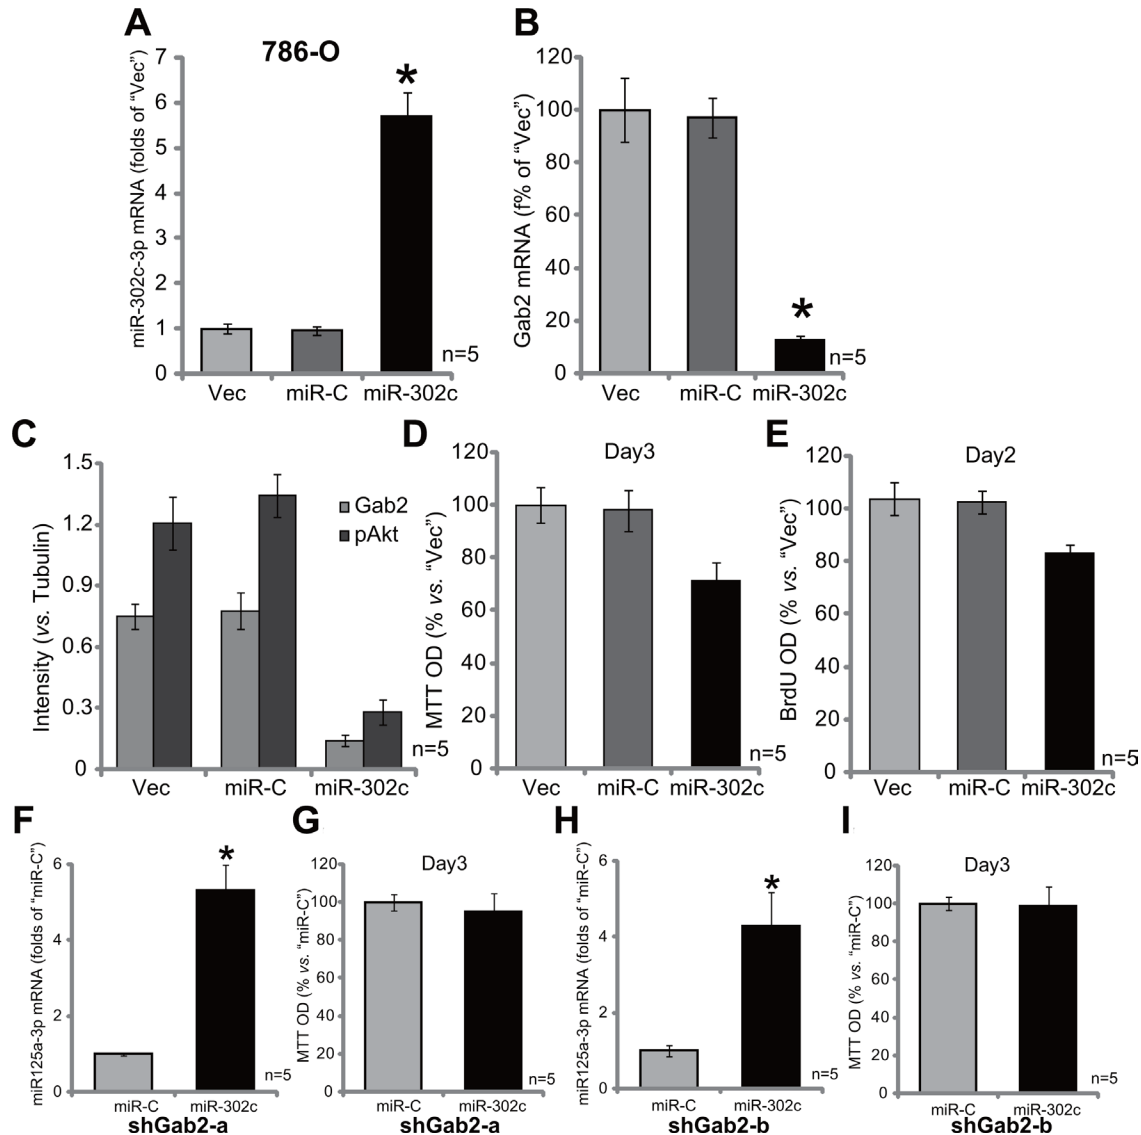 A
786-O
miR-302c-3p mRNA (folds of “Vec”)
7
6
5
4
3
2
1
0
*
n=5
Vec miR-C miR-302c
B
Gab2 mRNA (f% of “Vec”)
120
100
80
60
40
20
0
*
n=5
Vec miR-C miR-302c
C
Intensity (vs. Tubulin)
1.5
1.2
0.9
0.6
0.3
0
Gab2
pAkt
n=5
Vec miR-C miR-302c
D
Day3
MTT OD (% vs. “Vec”)
120
100
80
60
40
20
0
n=5
Vec miR-C miR-302c
E
Day2
BrdU OD (% vs. “Vec”)
120
100
80
60
40
20
0
n=5
Vec miR-C miR-302c
F
miR125a-3p mRNA (folds of “miR-C”)
6
4
2
0
*
n=5
miR-C miR-302c
shGab2-a
G
Day3
MTT OD (% vs. “miR-C”)
120
100
80
60
40
20
0
n=5
miR-C miR-302c
shGab2-a
H
miR125a-3p mRNA (folds of “miR-C”)
6
4
2
0
*
n=5
miR-C miR-302c
shGab2-b
I
Day3
MTT OD (% vs. “miR-C”)
120
100
80
60
40
20
0
n=5
miR-C miR-302c
shGab2-b